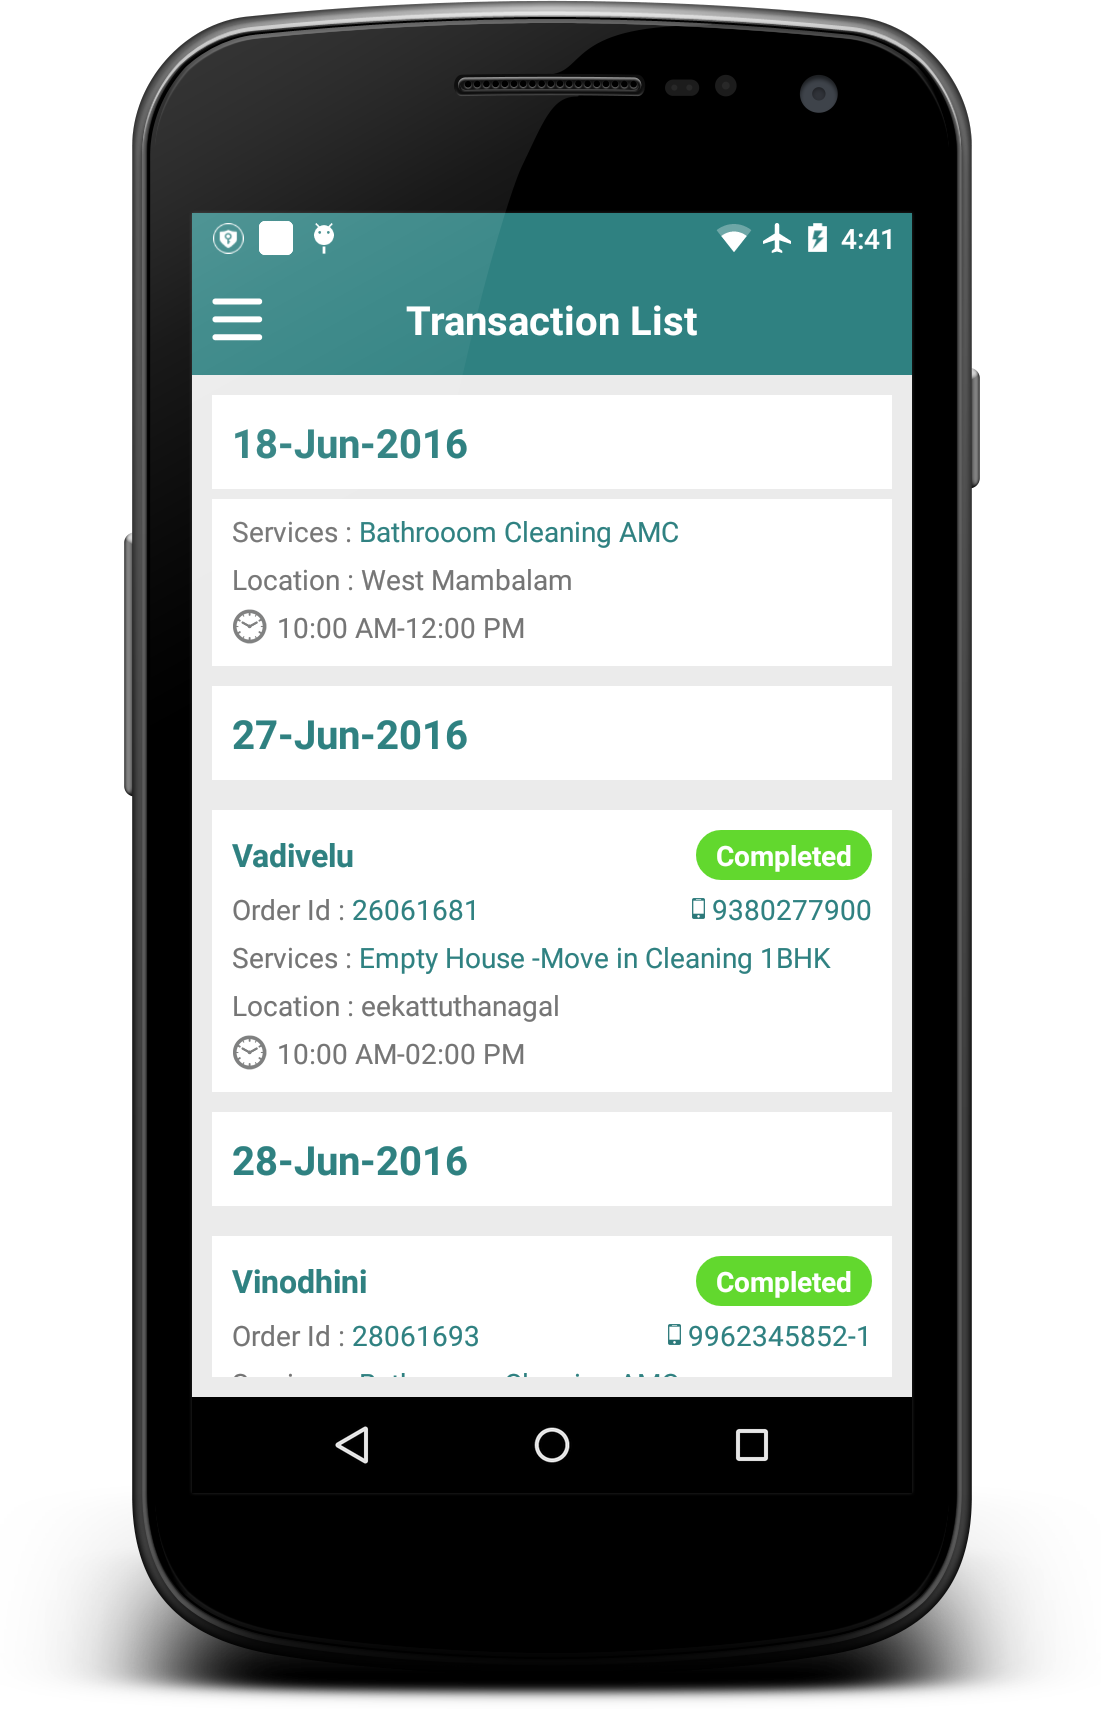 4:41
Transaction List
18-Jun-2016
Services : Bathrooom Cleaning AMC
Location : West Mambalam
10:00 AM-12:00 PM
27-Jun-2016
Vadivelu Completed
Order Id : 26061681 9380277900
Services : Empty House -Move in Cleaning 1BHK
Location : eekattuthanagal
10:00 AM-02:00 PM
28-Jun-2016
Vinodhini Completed
Order Id : 28061693 9962345852-1